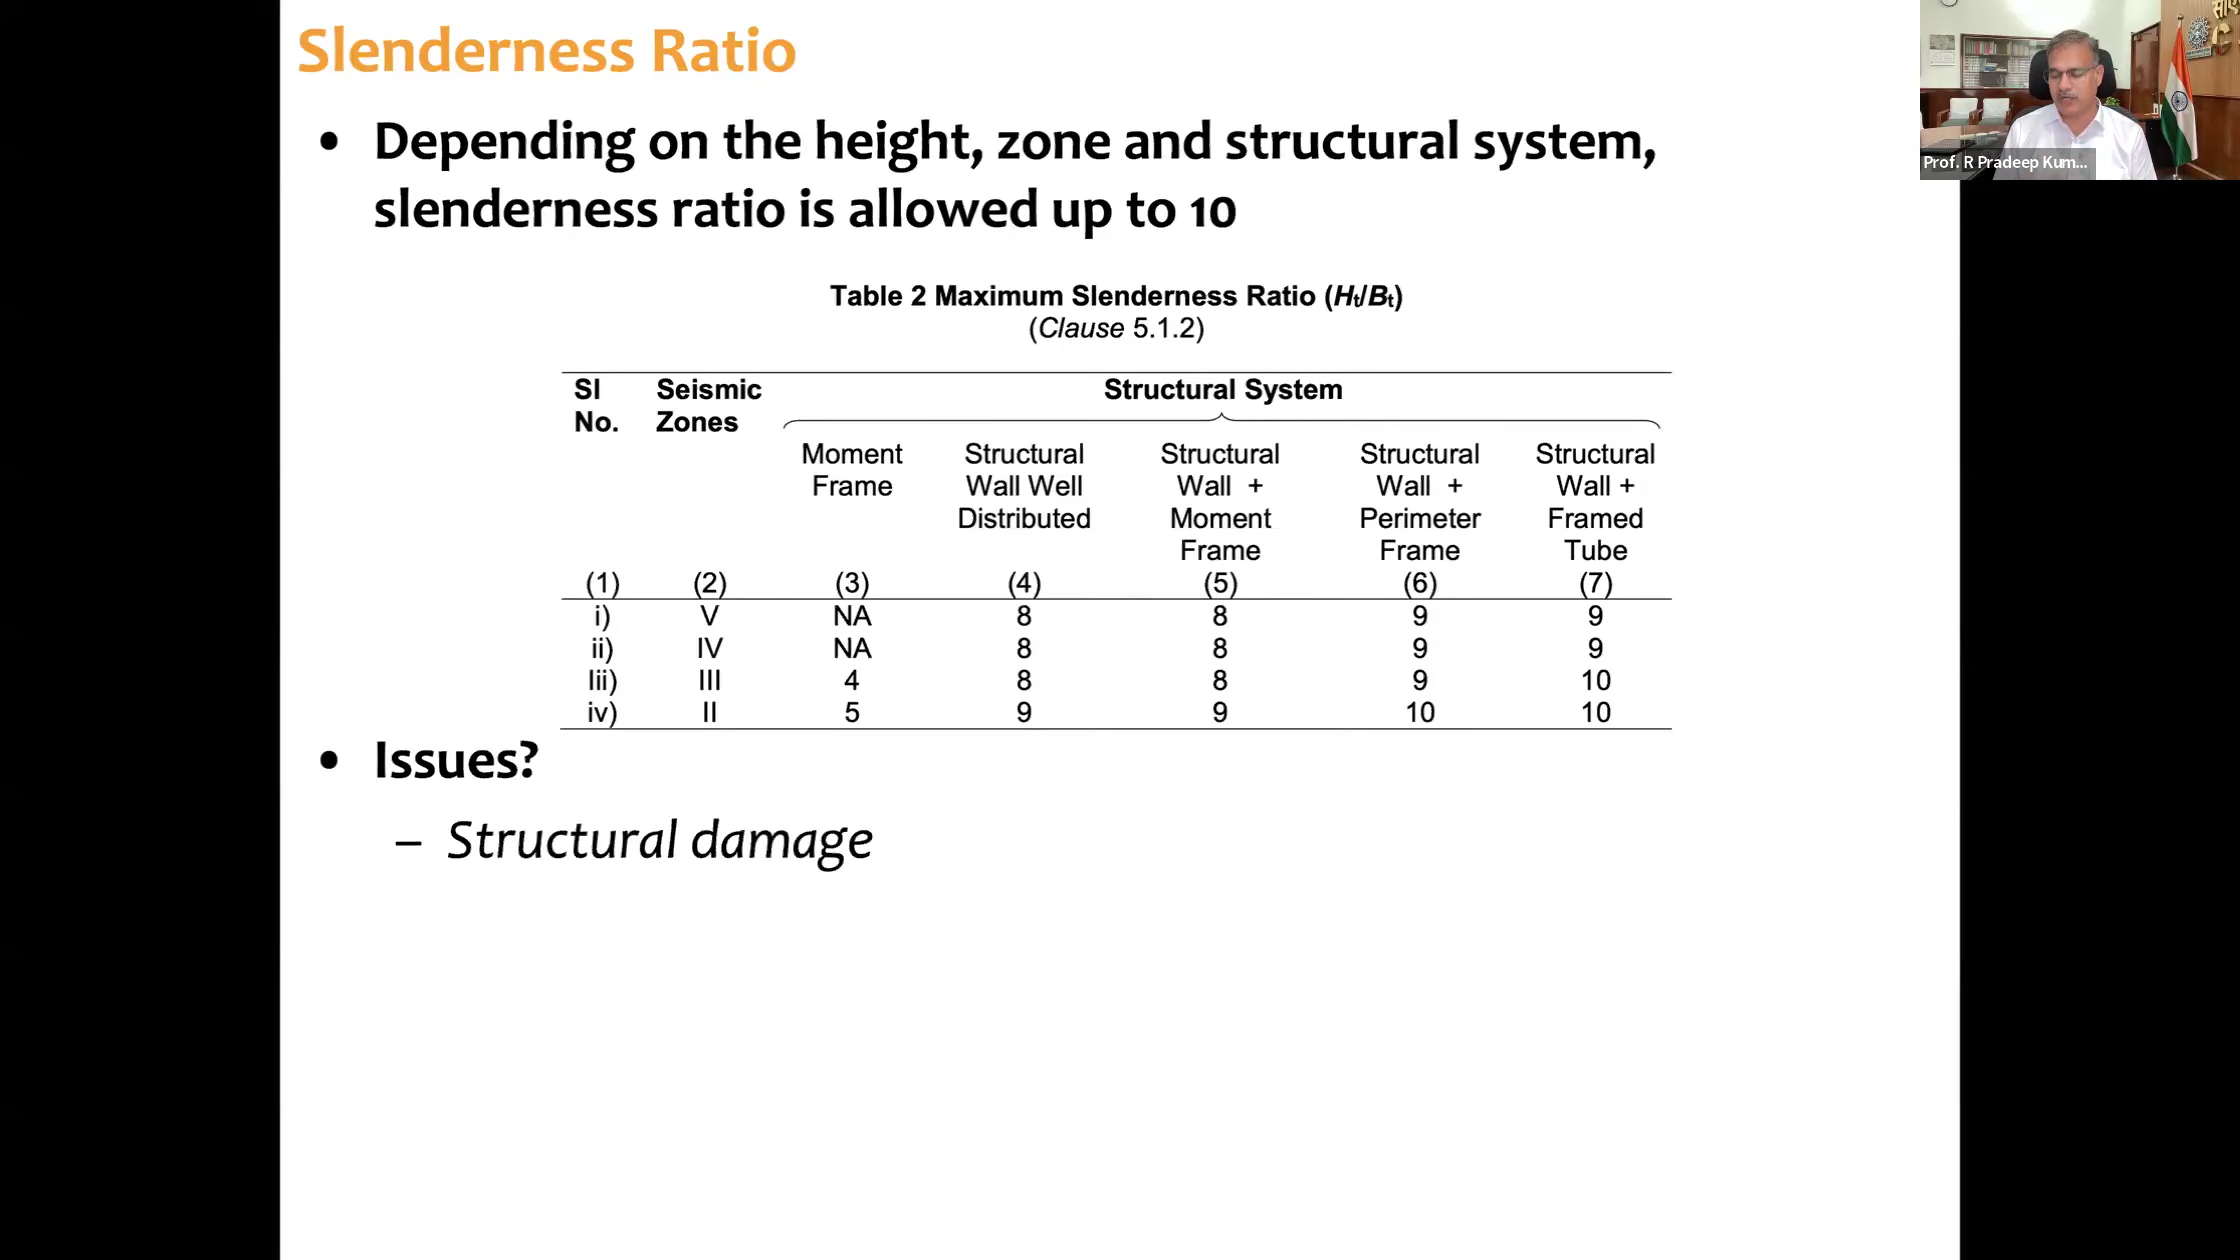 Slenderness Ratio
• Depending on the height, zone and structural system,
slenderness ratio is allowed up to 10
Table 2 Maximum Slenderness Ratio (Ht/Bt)
(Clause 5.1.2)
Sl Seismic Structural System
No. Zones
Moment Structural Structural Structural Structural
Frame Wall Well Wall + Wall + Wall +
Distributed Moment Perimeter Framed
Frame Frame Tube
(1) (2) (3) (4) (5) (6) (7)
i) V NA 8 8 9 9
ii) IV NA 8 8 9 9
Iii) III 4 8 8 9 10
iv) II 5 9 9 10 10
• Issues?
– Structural damage
Prof. R Pradeep Kum...